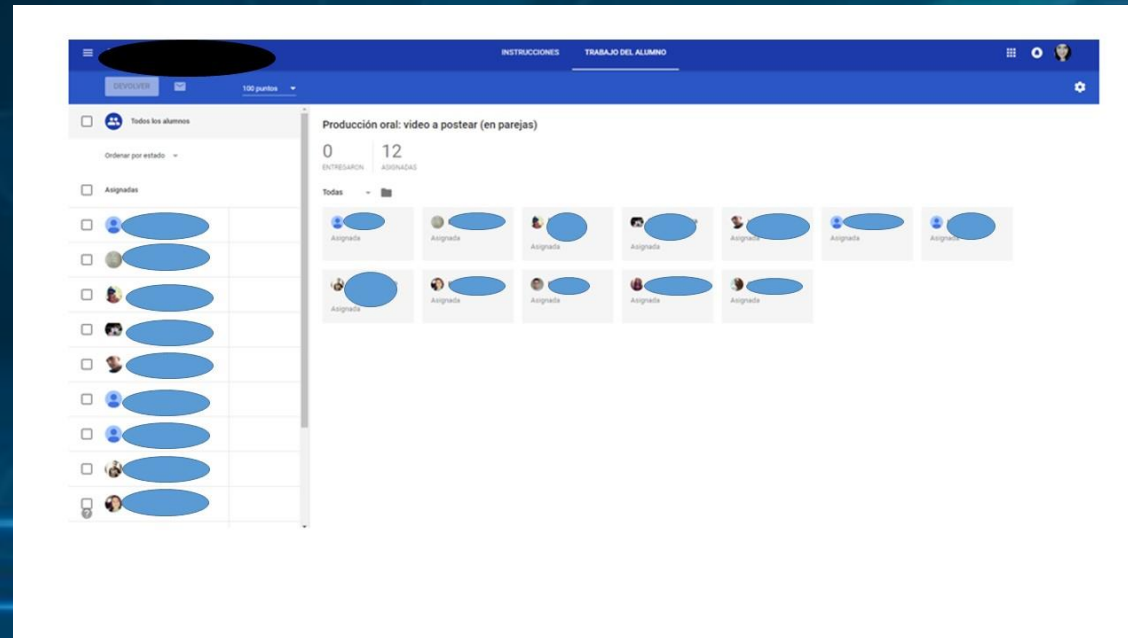 INSTRUCCIONES TRABAJO DEL ALUMNO
DEVOLVER 100 puntos
Todos los alumnos
Ordenar por estado
Asignadas
Producción oral: video a postear (en parejas)
0 12
ENTREGARON ASIGNADAS
Todas
Asignada Asignada Asignada Asignada Asignada Asignada Asignada
Asignada Asignada Asignada Asignada Asignada